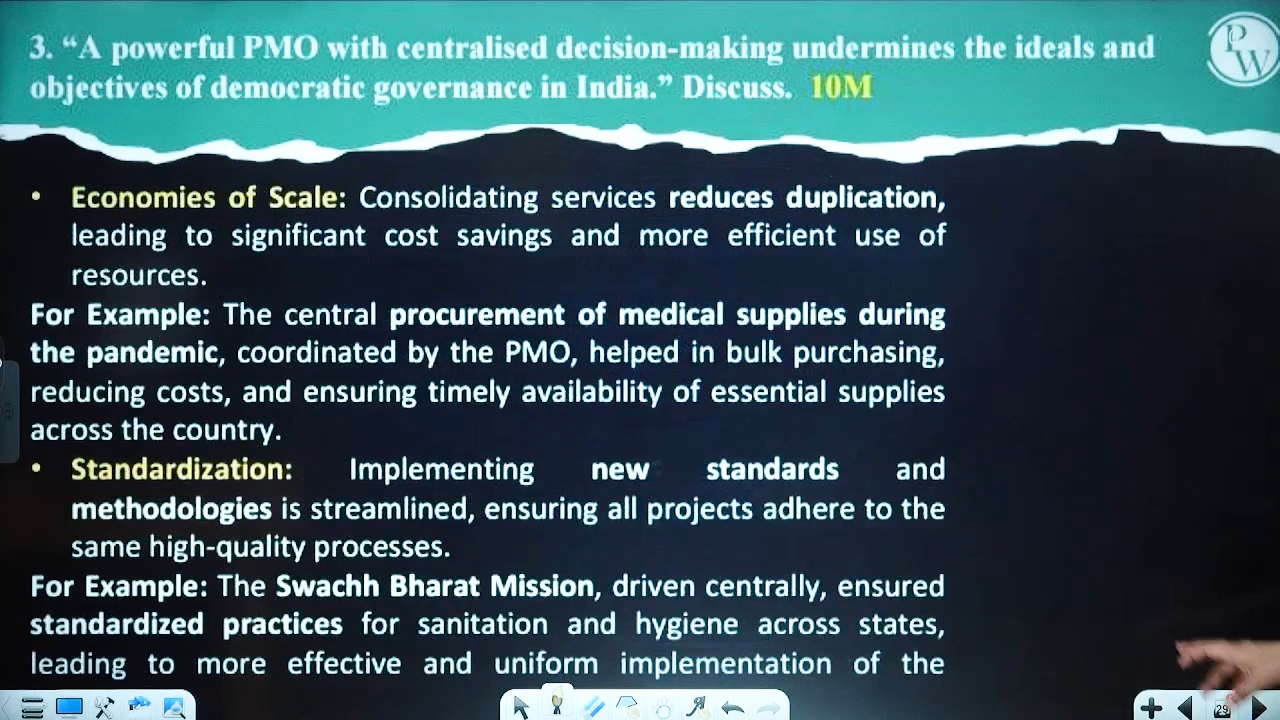 3. “A powerful PMO with centralised decision-making undermines the ideals and
objectives of democratic governance in India.” Discuss. 10M
PW
• Economies of Scale: Consolidating services reduces duplication,
leading to significant cost savings and more efficient use of
resources.
For Example: The central procurement of medical supplies during
the pandemic, coordinated by the PMO, helped in bulk purchasing,
reducing costs, and ensuring timely availability of essential supplies
across the country.
• Standardization: Implementing new standards and
methodologies is streamlined, ensuring all projects adhere to the
same high-quality processes.
For Example: The Swachh Bharat Mission, driven centrally, ensured
standardized practices for sanitation and hygiene across states,
leading to more effective and uniform implementation of the
29